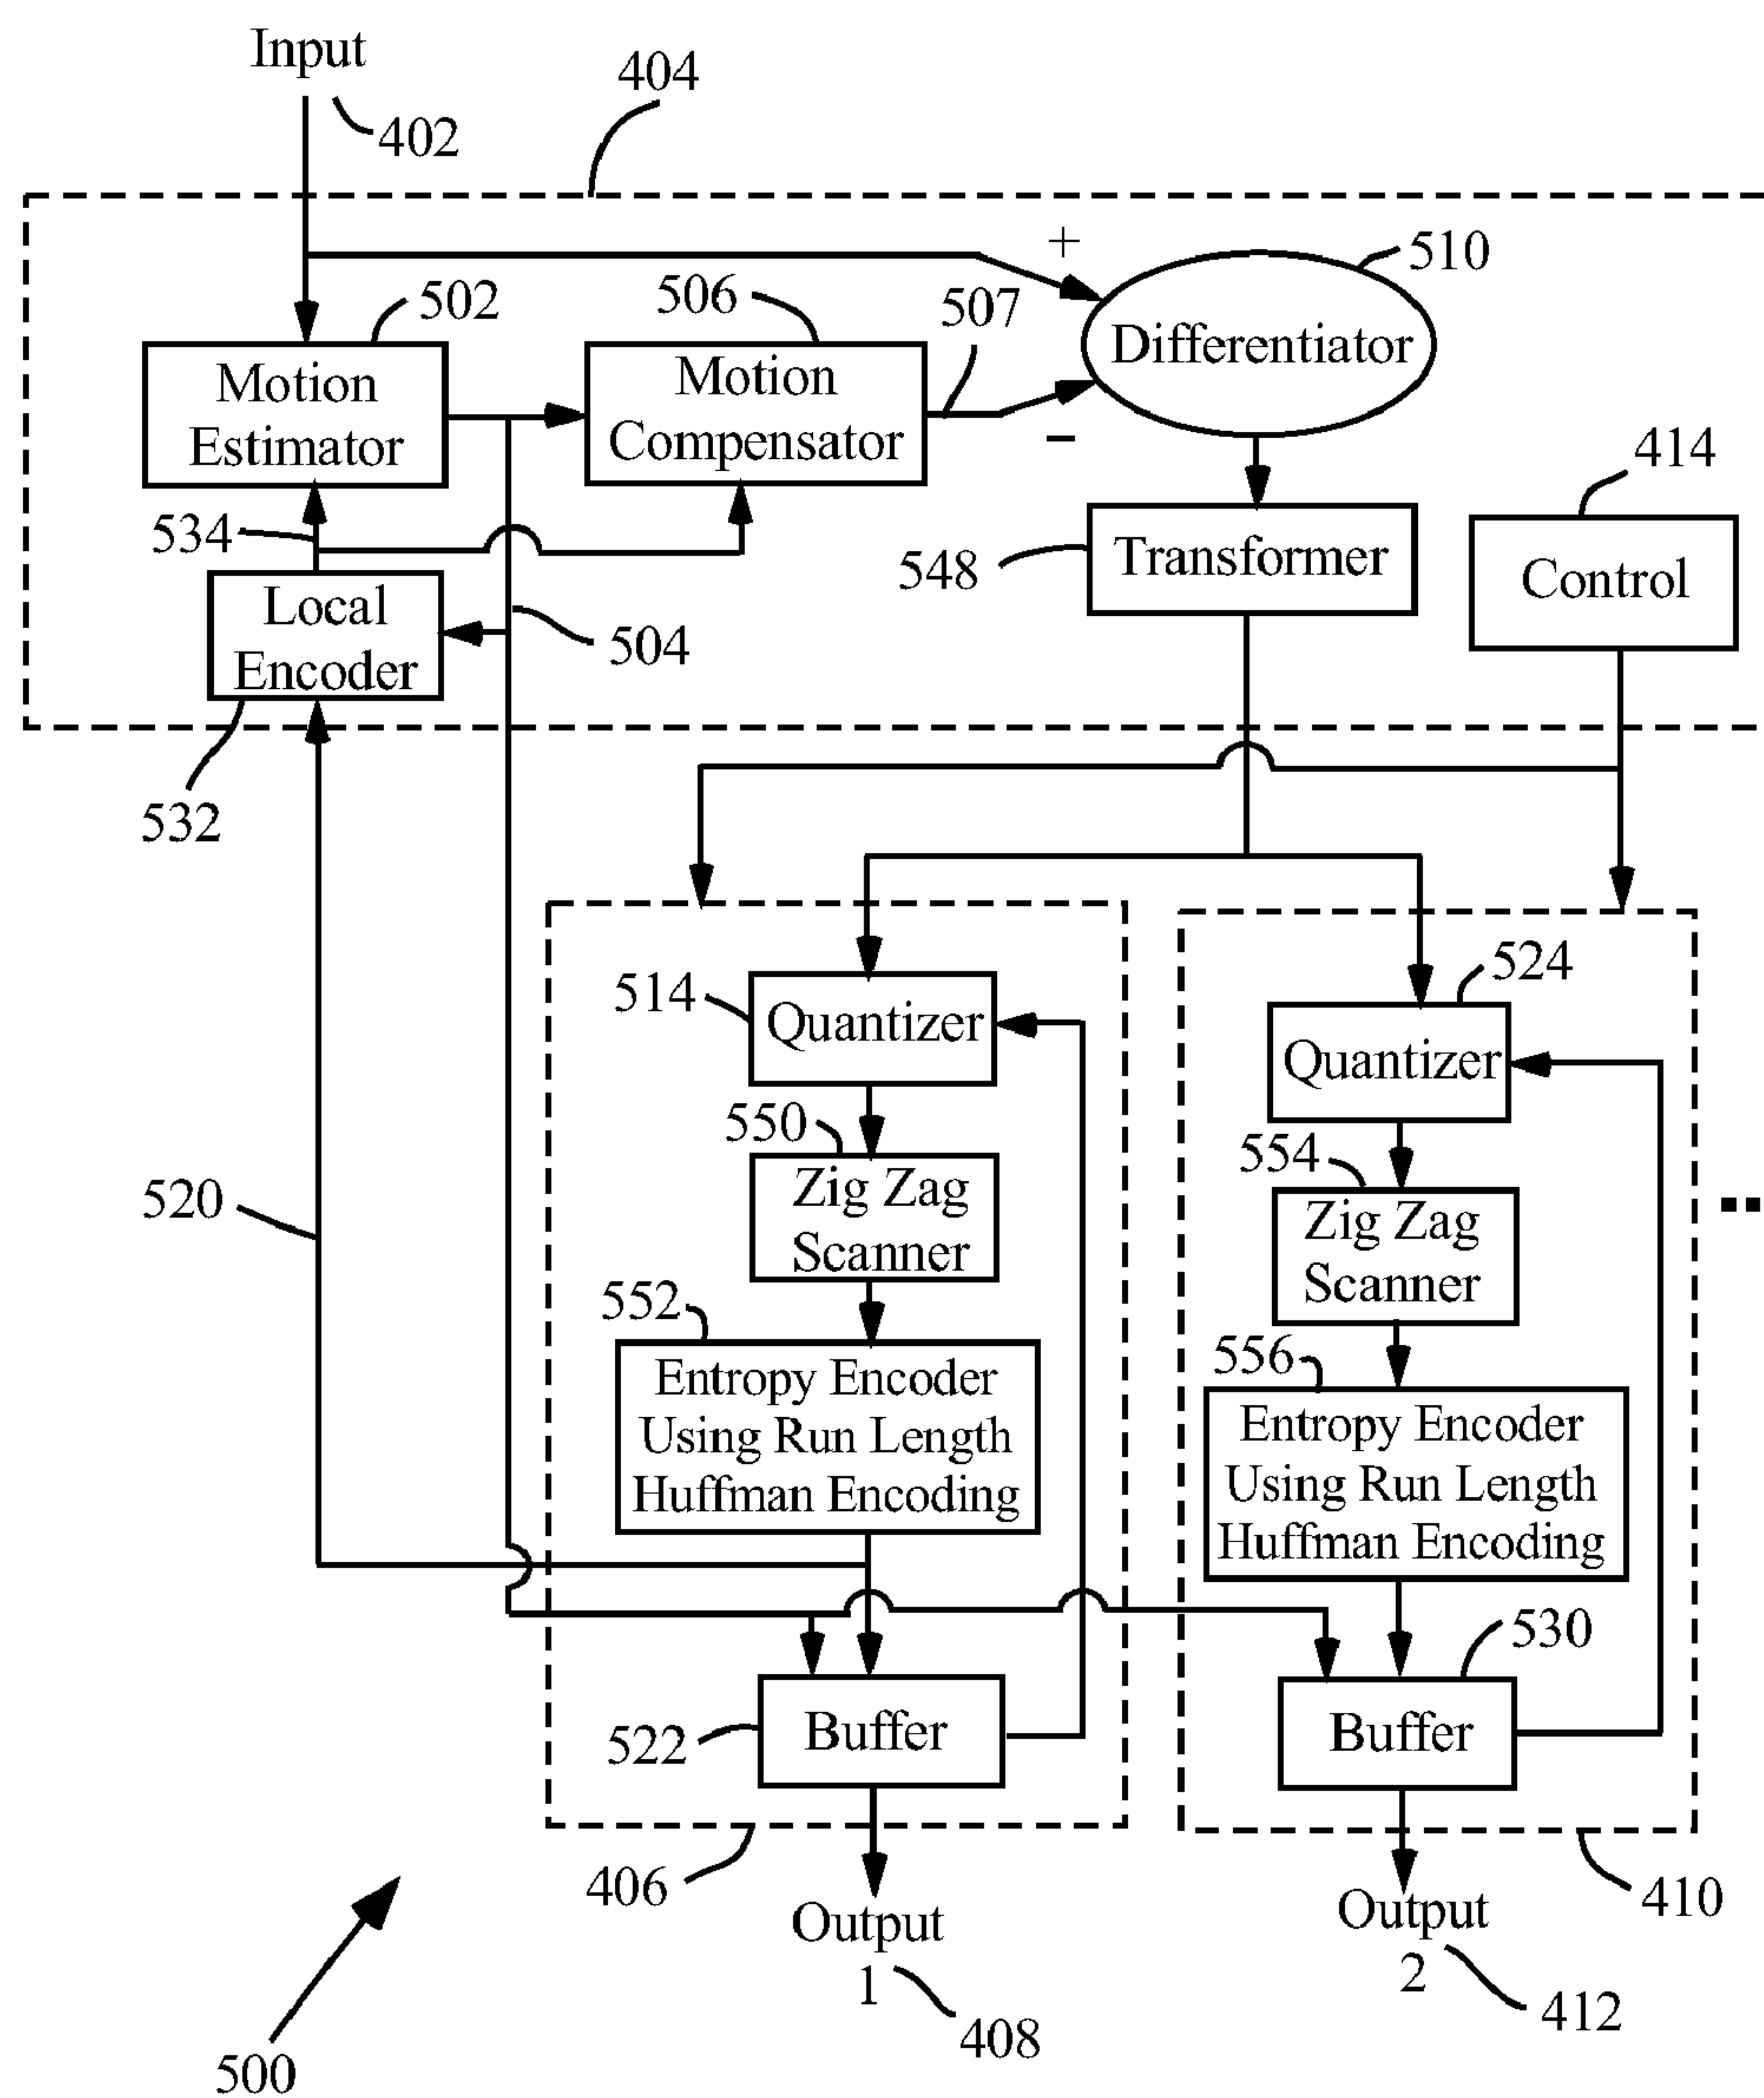 Input
404
402
+
510
502
506
507
Motion
Estimator
Motion
Compensator
Differentiator
−
414
534
548
Transformer
Control
Local
Encoder
504
532
514
Quantizer
524
Quantizer
550
Zig Zag
Scanner
554
Zig Zag
Scanner
520
552
Entropy Encoder
Using Run Length
Huffman Encoding
556
Entropy Encoder
Using Run Length
Huffman Encoding
530
522
Buffer
Buffer
406
410
Output
1
Output
2
408
412
500